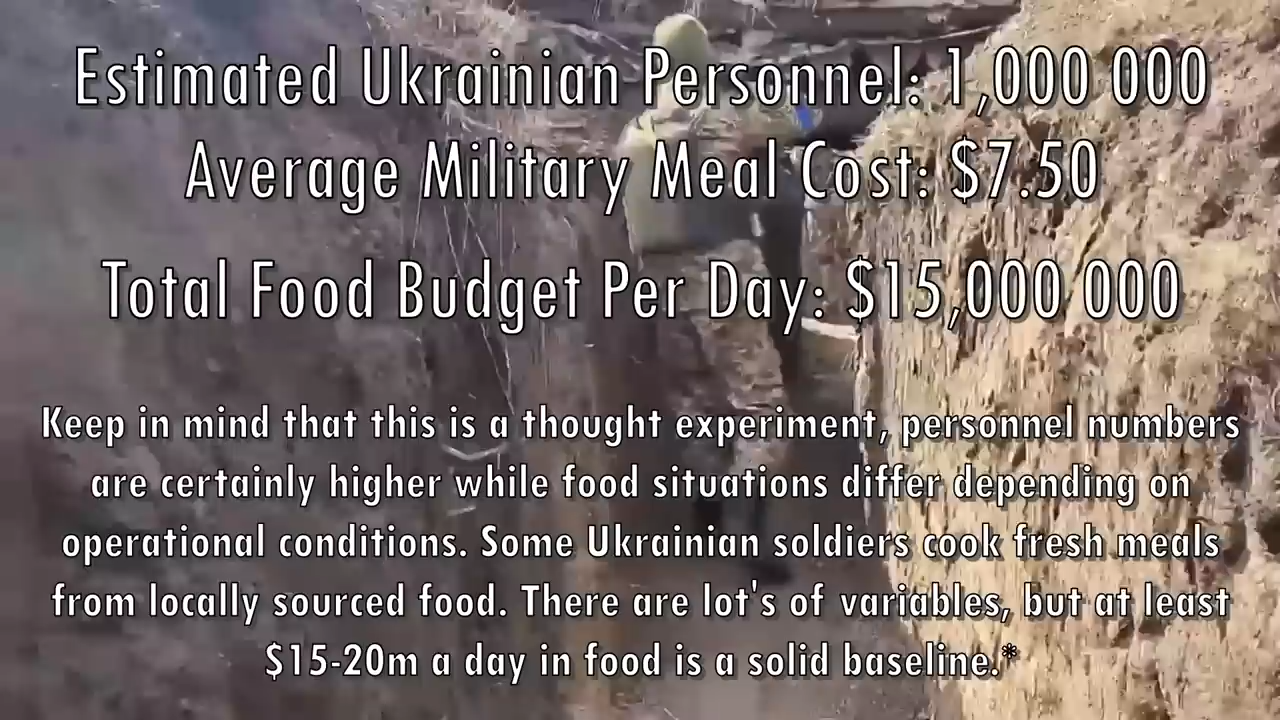 Estimated Ukrainian Personnel: 1,000 000
Average Military Meal Cost: $7.50
Total Food Budget Per Day: $15,000 000
Keep in mind that this is a thought experiment, personnel numbers
are certainly higher while food situations differ depending on
operational conditions. Some Ukrainian soldiers cook fresh meals
from locally sourced food. There are lot's of variables, but at least
$15-20m a day in food is a solid baseline.*